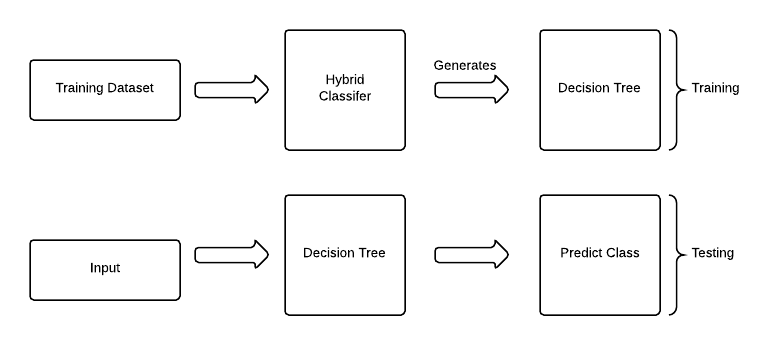 Training Dataset
Hybrid
Classifer
Generates
Decision Tree
Training
Input
Decision Tree
Predict Class
Testing